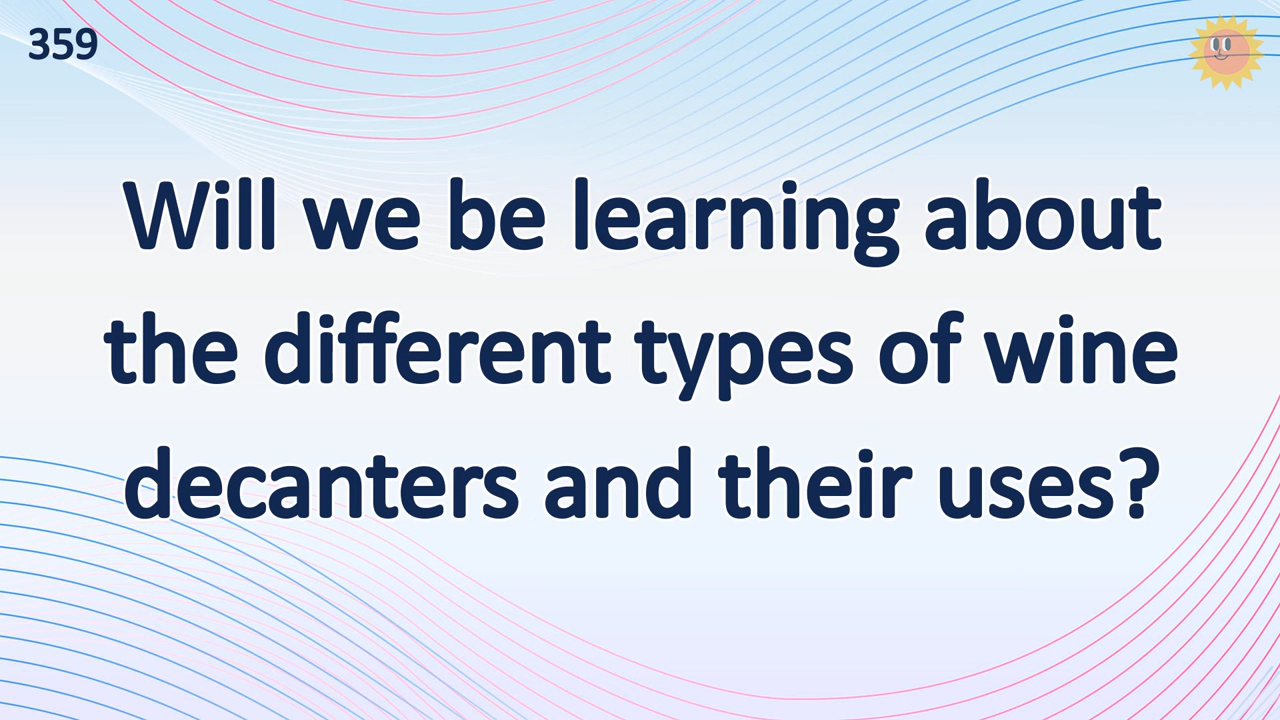 359
Will we be learning about
the different types of wine
decanters and their uses?